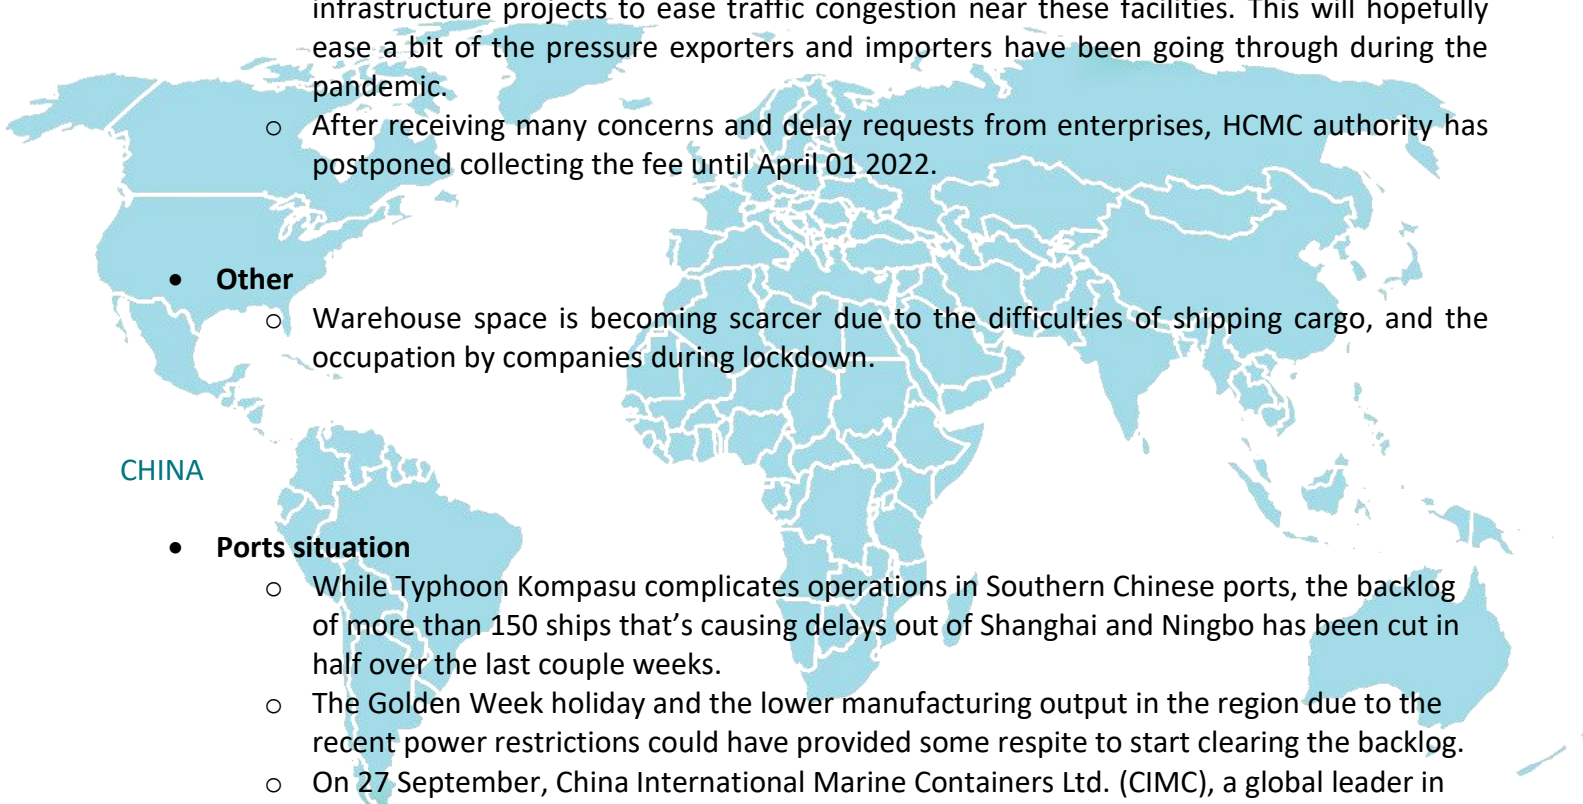 infrastructure projects to ease traffic congestion near these facilities. This will hopefully
ease a bit of the pressure exporters and importers have been going through during the
pandemic.
o After receiving many concerns and delay requests from enterprises, HCMC authority has
postponed collecting the fee until April 01 2022.
• Other
o Warehouse space is becoming scarcer due to the difficulties of shipping cargo, and the
occupation by companies during lockdown.
CHINA
• Ports situation
o While Typhoon Kompasu complicates operations in Southern Chinese ports, the backlog
of more than 150 ships that’s causing delays out of Shanghai and Ningbo has been cut in
half over the last couple weeks.
o The Golden Week holiday and the lower manufacturing output in the region due to the
recent power restrictions could have provided some respite to start clearing the backlog.
o On 27 September, China International Marine Containers Ltd. (CIMC), a global leader in